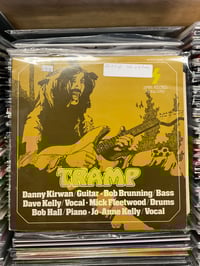 TRAMP
Danny Kirwan/Guitar • Bob Brunning/Bass
Dave Kelly/Vocal • Mick Fleetwood/Drums
Bob Hall/Piano • Jo-Anne Kelly/Vocal